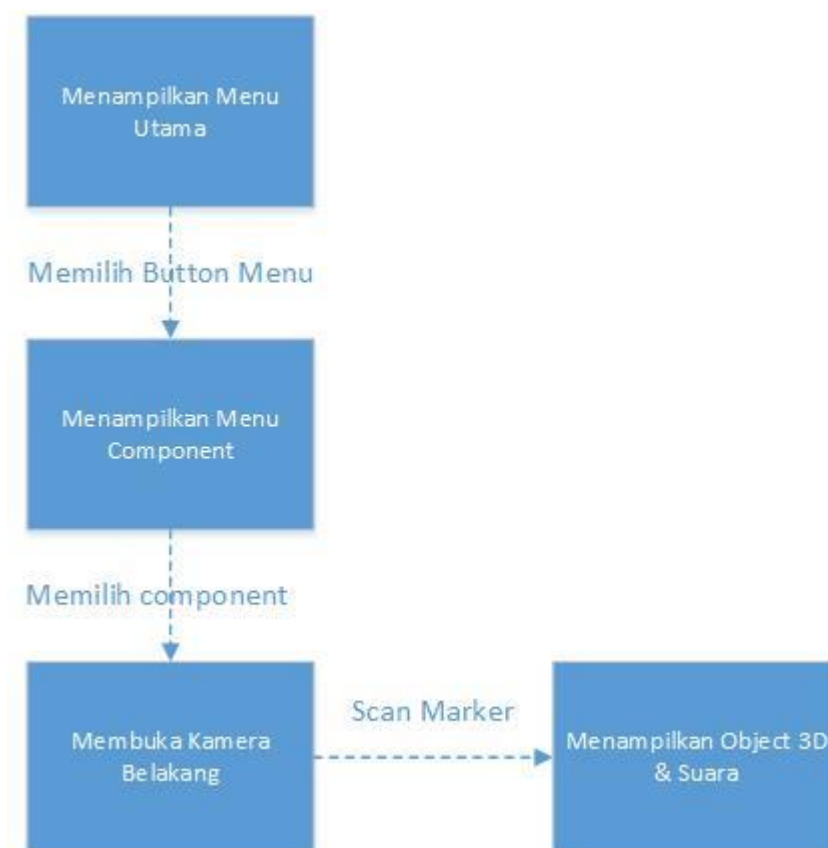 Menampilkan Menu
Utama
Memilih Button Menu
Menampilkan Menu
Component
Memilih component
Membuka Kamera
Belakang
Scan Marker
Menampilkan Object 3D
& Suara